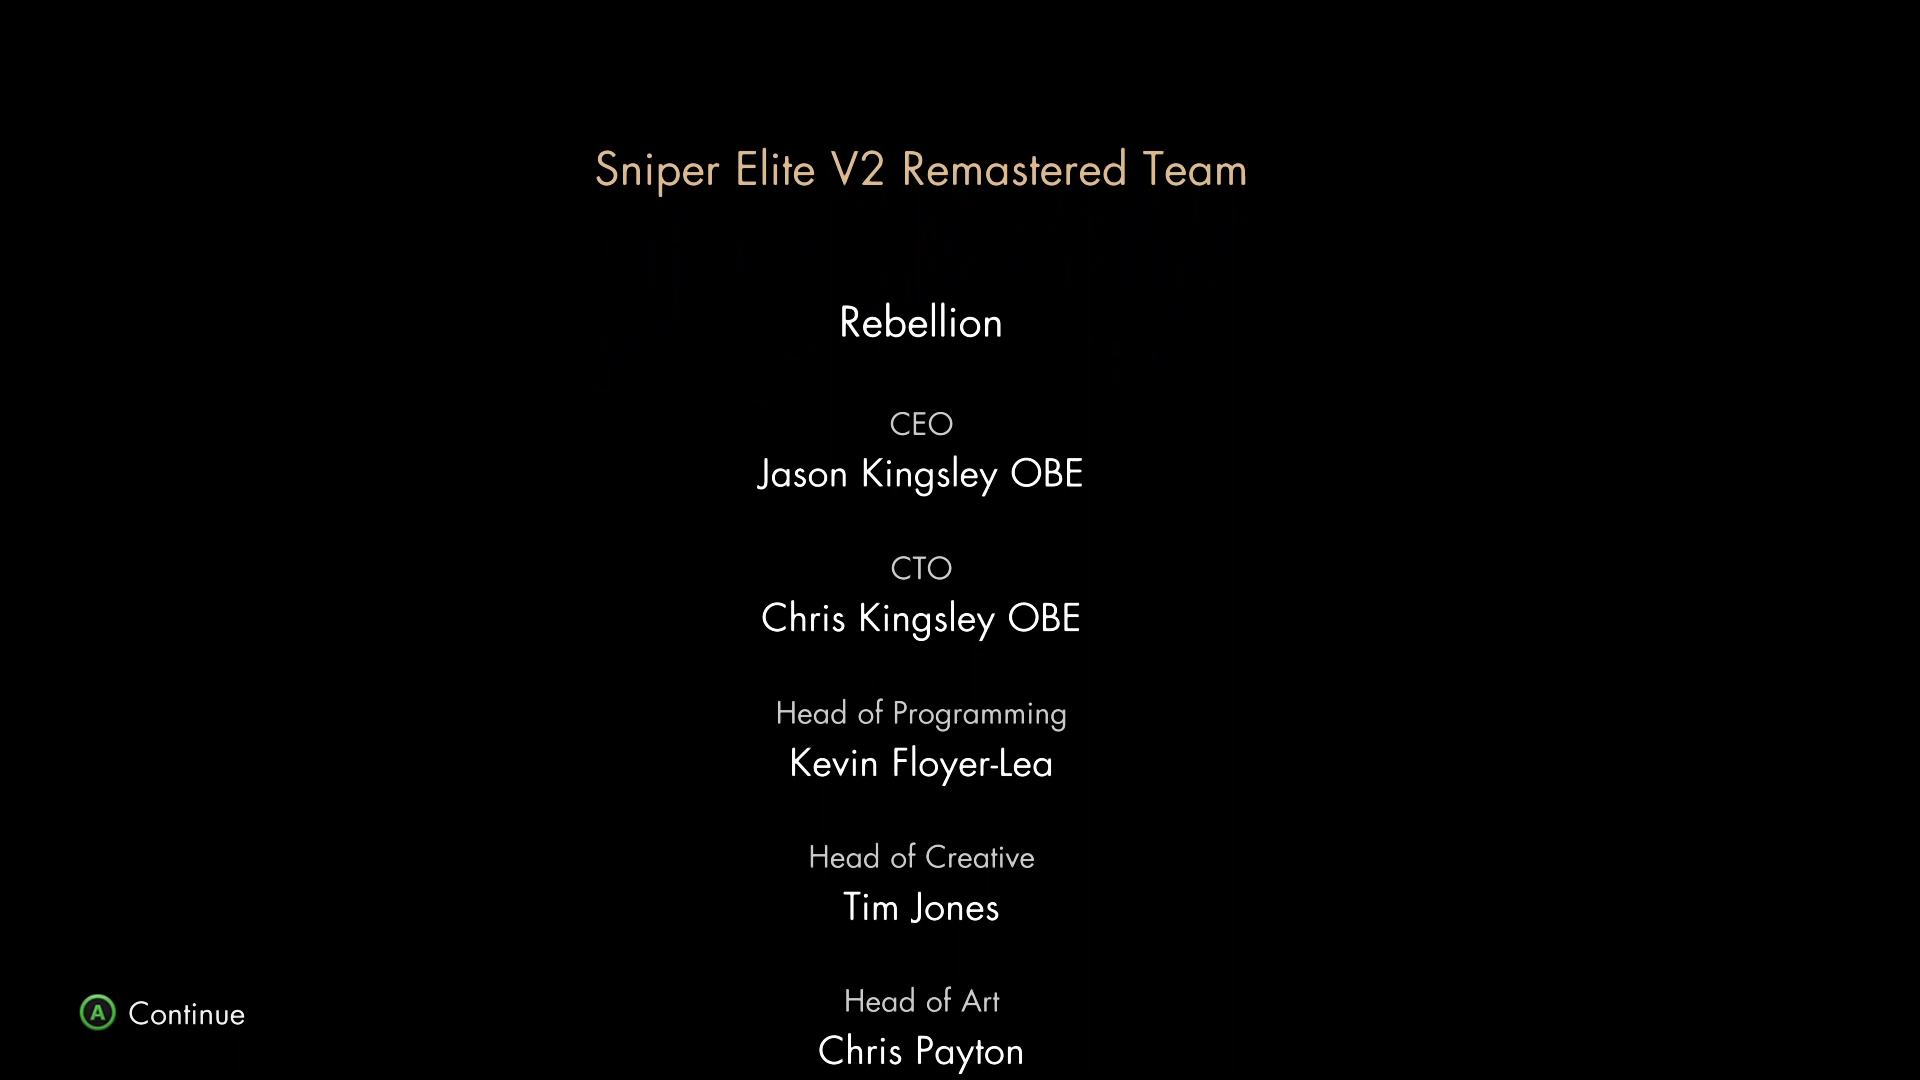 Sniper Elite V2 Remastered Team
Rebellion
CEO
Jason Kingsley OBE
CTO
Chris Kingsley OBE
Head of Programming
Kevin Floyer-Lea
Head of Creative
Tim Jones
Head of Art
Chris Payton
A Continue